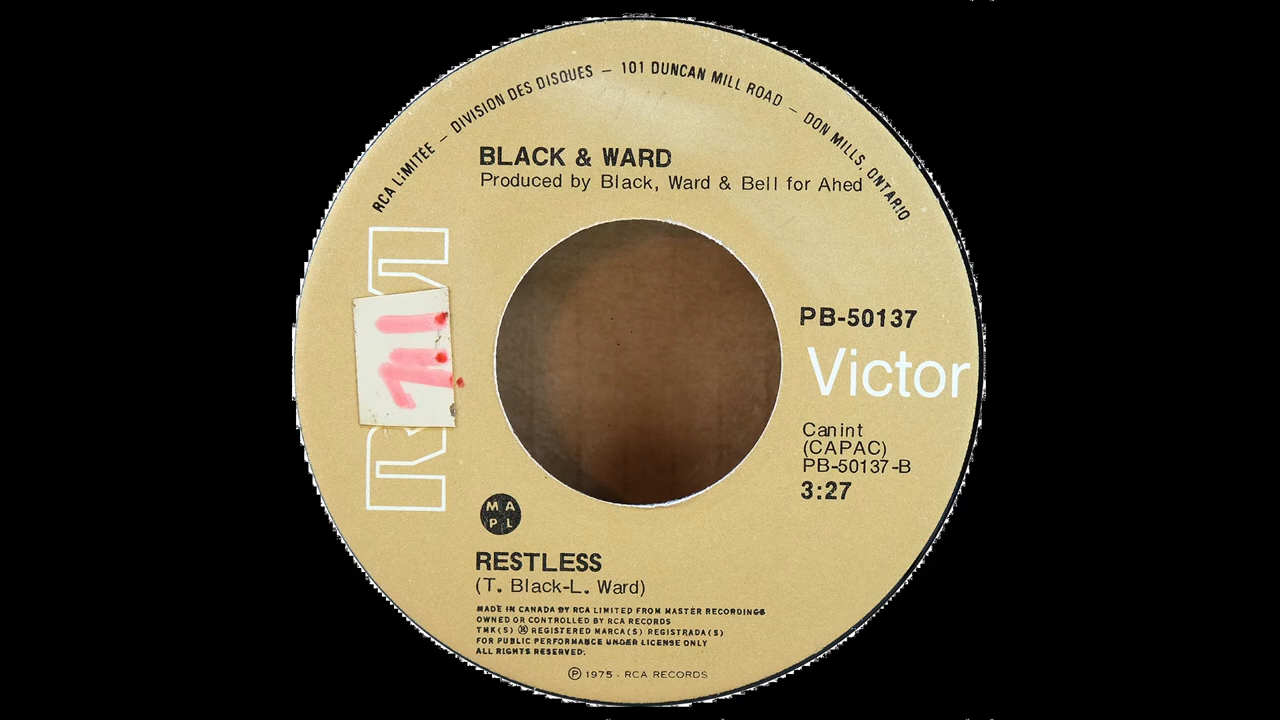 RCA LIMITÉE – DIVISION DES DISQUES – 101 DUNCAN MILL ROAD – DON MILLS, ONTARIO
BLACK & WARD
Produced by Black, Ward & Bell for Ahed
PB-50137
Victor
Canint
(CAPAC)
PB-50137-B
3:27
M A
P L
RESTLESS
(T. Black-L. Ward)
MADE IN CANADA BY RCA LIMITED FROM MASTER RECORDINGS
OWNED OR CONTROLLED BY RCA RECORDS
TMK(S) ® REGISTERED MARCA(S) REGISTRADA(S)
FOR PUBLIC PERFORMANCE UNDER LICENSE ONLY
ALL RIGHTS RESERVED.
Ⓟ 1975 · RCA RECORDS